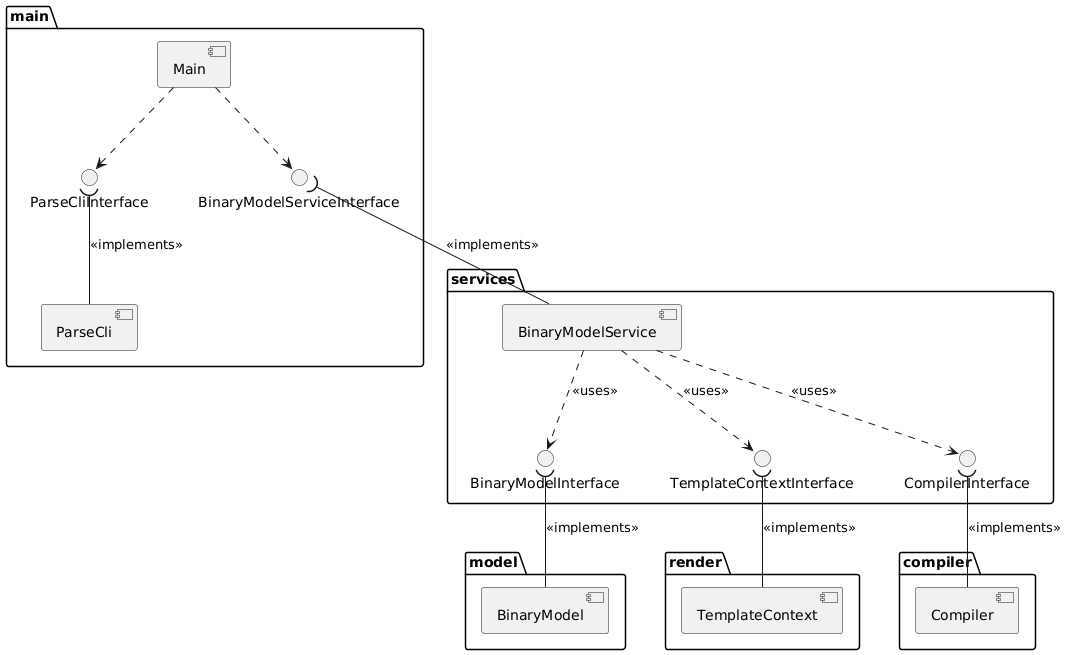 main
Main
ParseCliInterface
BinaryModelServiceInterface
«implements»
«implements»
services
ParseCli
BinaryModelService
«uses»
«uses»
«uses»
BinaryModelInterface
TemplateContextInterface
CompilerInterface
«implements»
«implements»
«implements»
model
render
compiler
BinaryModel
TemplateContext
Compiler